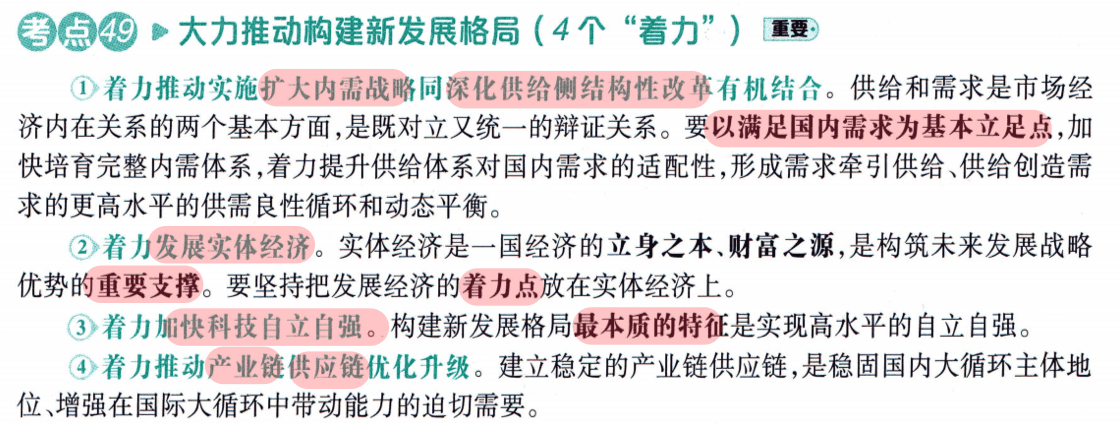 考点49 ▶ 大力推动构建新发展格局（4个“着力”） 重要
①着力推动实施扩大内需战略同深化供给侧结构性改革有机结合。供给和需求是市场经
济内在关系的两个基本方面,是既对立又统一的辩证关系。要以满足国内需求为基本立足点,加
快培育完整内需体系,着力提升供给体系对国内需求的适配性,形成需求牵引供给、供给创造需
求的更高水平的供需良性循环和动态平衡。
②着力发展实体经济。实体经济是一国经济的立身之本、财富之源,是构筑未来发展战略
优势的重要支撑。要坚持把发展经济的着力点放在实体经济上。
③着力加快科技自立自强。构建新发展格局最本质的特征是实现高水平的自立自强。
④着力推动产业链供应链优化升级。建立稳定的产业链供应链,是稳固国内大循环主体地
位、增强在国际大循环中带动能力的迫切需要。